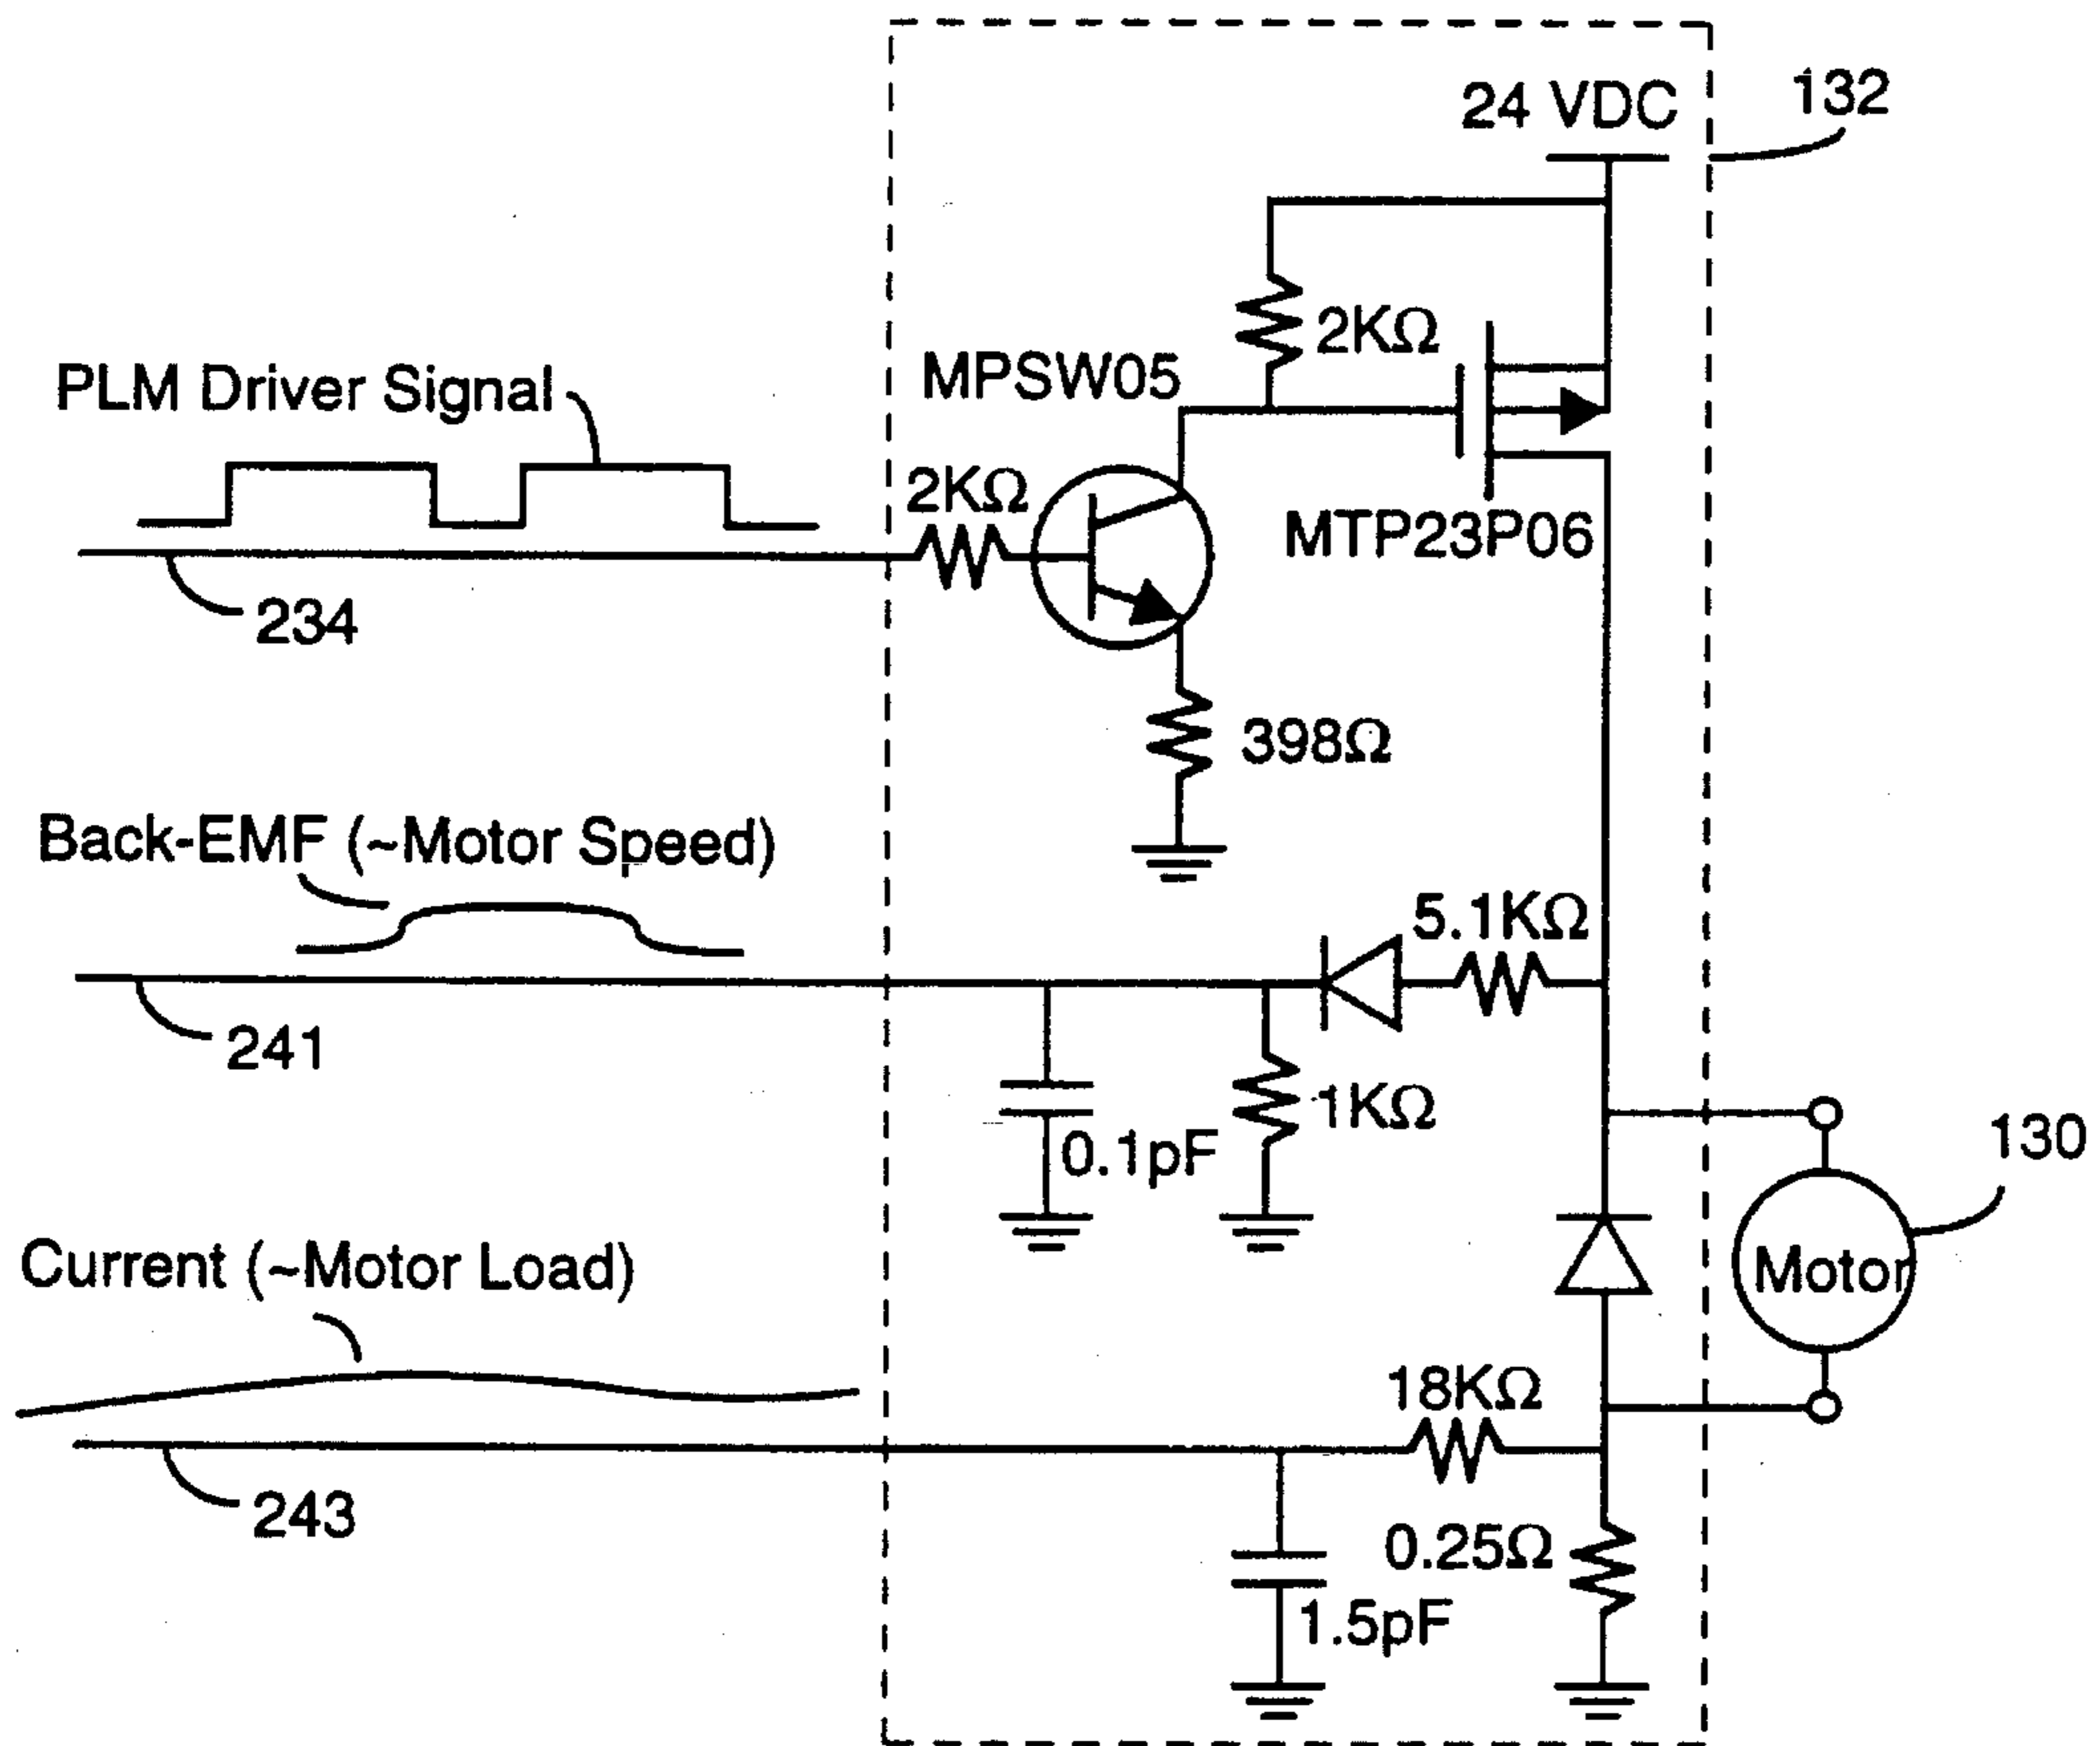 24 VDC
132
2KΩ
MPSW05
PLM Driver Signal
2KΩ
MTP23P06
234
398Ω
Back-EMF (~Motor Speed)
5.1KΩ
241
1KΩ
0.1pF
130
Current (~Motor Load)
Motor
18KΩ
243
0.25Ω
1.5pF